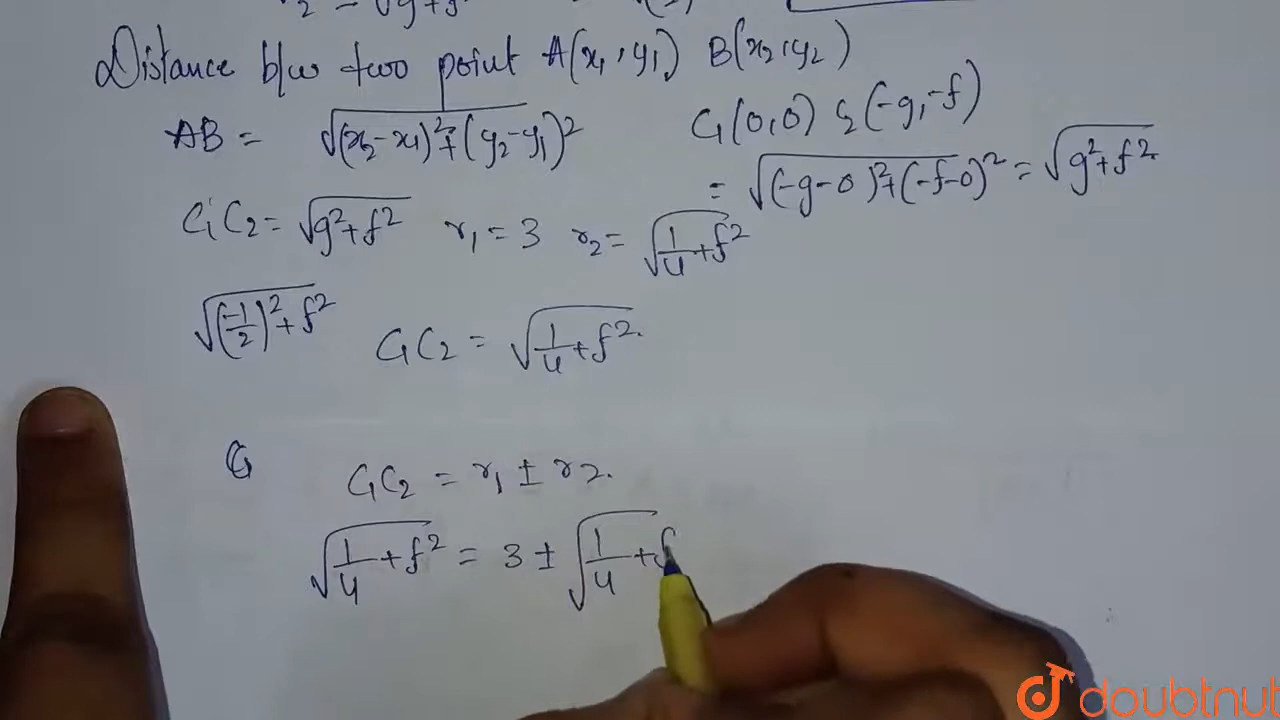 r₂ = √g+f
Distance b/w two point A(x₁, y₁) B(x₂, y₂)
AB = √(x₂-x₁)²+(y₂-y₁)²
C₁(0,0) C₂(-g,-f)
= √(-g-0)²+(-f-0)² = √g²+f²
C₁C₂ = √g²+f² r₁ = 3 r₂ = √1/4+f²
√(-1/2)²+f² C₁C₂ = √1/4+f².
C₁ C₁C₂ = r₁ ± r₂.
√1/4+f² = 3 ± √1/4+f
doubtnut